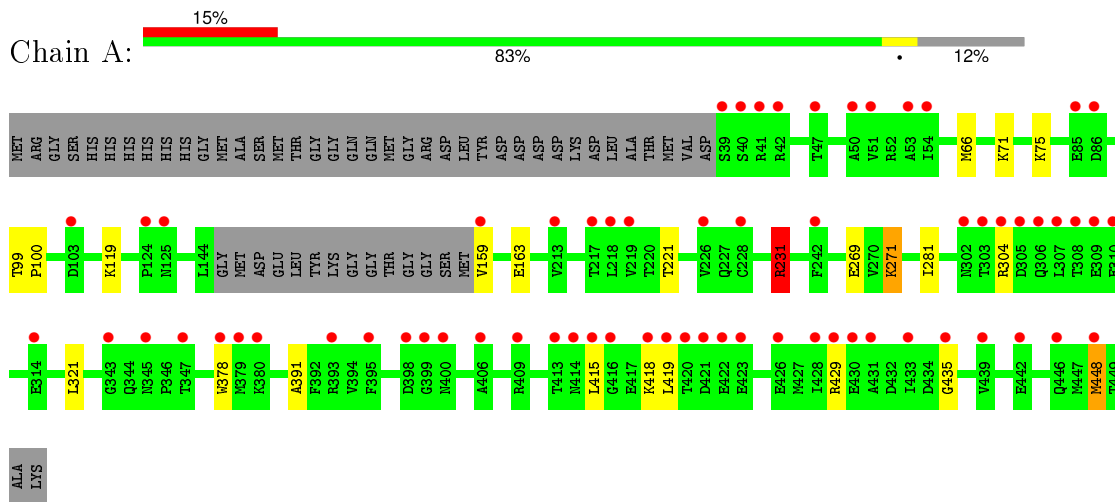 15%
Chain A:
83%
12%
MET ARG GLY SER HIS HIS HIS HIS HIS HIS GLY MET ALA SER MET THR GLY GLY GLN GLN MET GLY ARG ASP LEU TYR ASP ASP ASP ASP LYS ASP LEU ALA THR MET VAL ASP S39 S40 R41 R42 T47 A50 V51 R52 A53 I54 M66 K71 K75 E85 D86
T99 P100 D103 K119 P124 N125 L144 GLY MET ASP GLU LEU TYR LYS GLY GLY THR GLY GLY SER MET V159 E163 V213 T217 L218 V219 T220 T221 V226 Q227 C228 R231 F242 E269 V270 K271 I281 N302 T303 R304 D305 Q306 L307 T308 E309
E314 L321 G343 Q344 N345 P346 T347 W378 M379 K380 A391 F392 R393 V394 F395 D398 G399 N400 A406 R409 T413 N414 L415 G416 E417 K418 L419 T420 D421 E422 E423 E426 M427 I428 R429 E430 A431 D432 I433 D434 G435 V439 E442 Q446 M447 M448
ALA LYS